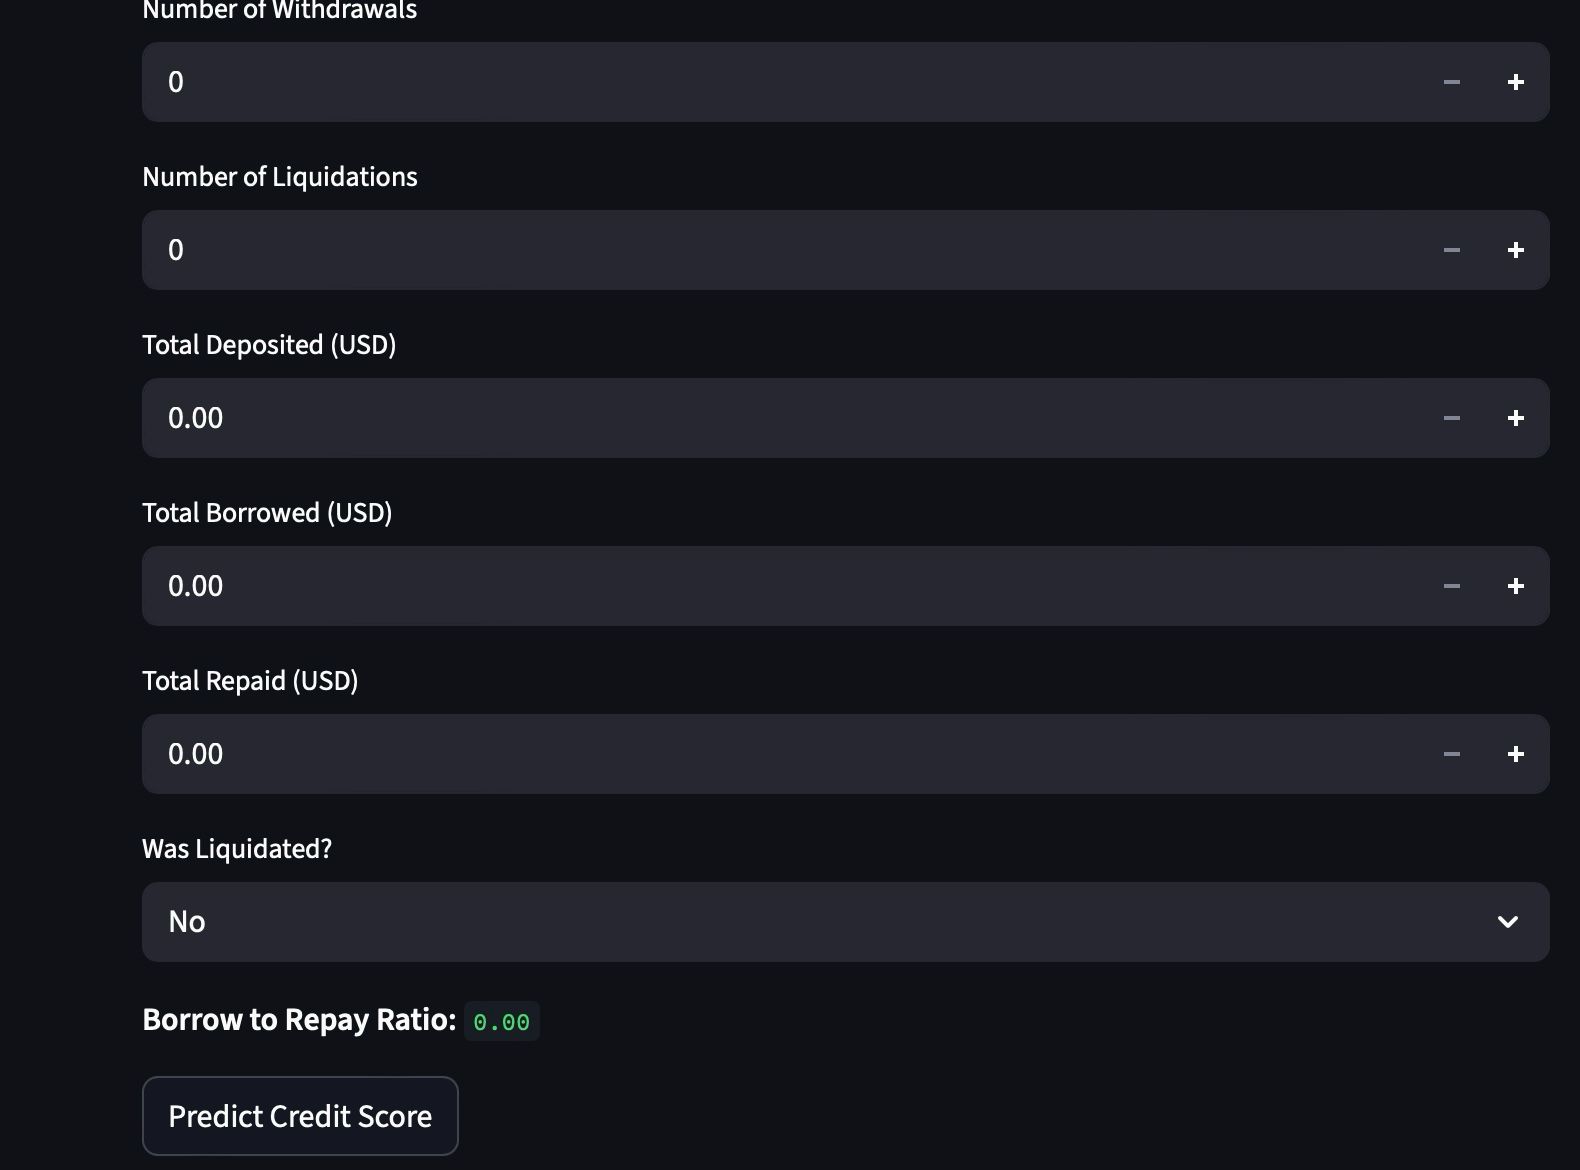 Number of Withdrawals
0
Number of Liquidations
0
Total Deposited (USD)
0.00
Total Borrowed (USD)
0.00
Total Repaid (USD)
0.00
Was Liquidated?
No
Borrow to Repay Ratio: 0.00
Predict Credit Score